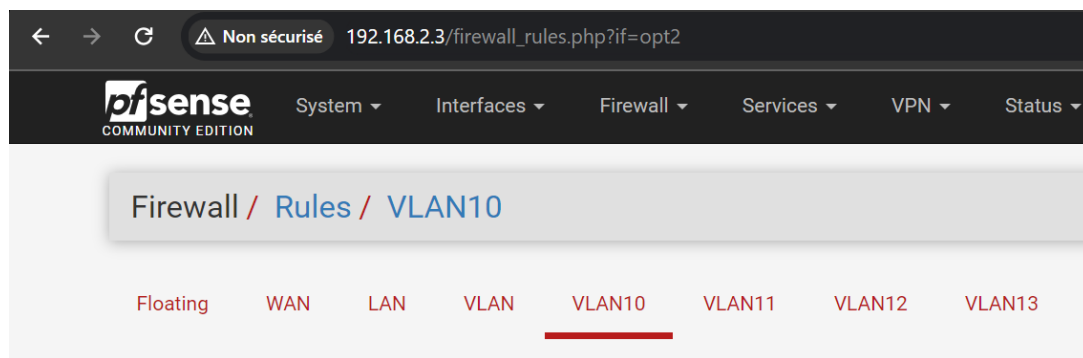 Non sécurisé 192.168.2.3/firewall_rules.php?if=opt2
pfsense System Interfaces Firewall Services VPN Status
COMMUNITY EDITION
Firewall / Rules / VLAN10
Floating WAN LAN VLAN VLAN10 VLAN11 VLAN12 VLAN13